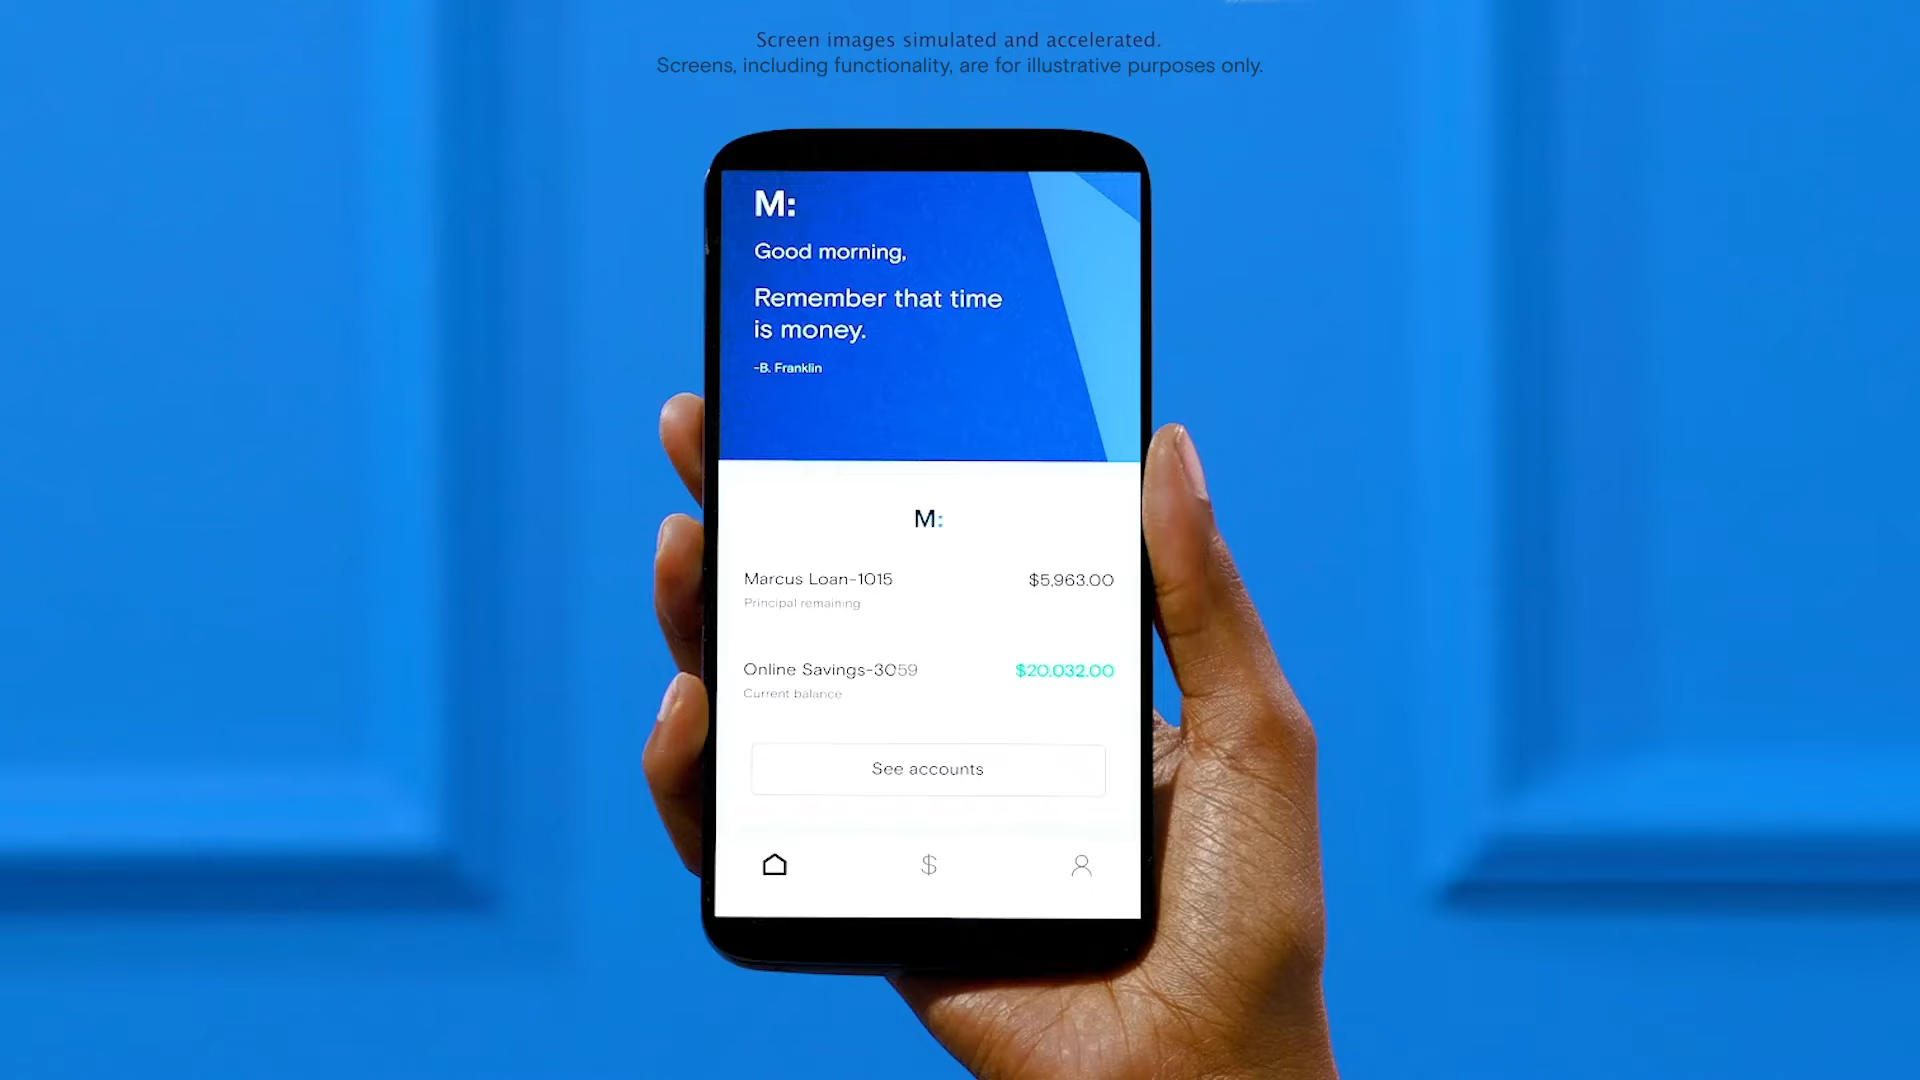 Screen images simulated and accelerated.
Screens, including functionality, are for illustrative purposes only.
M:
Good morning,
Remember that time
is money.
-B. Franklin
M:
Marcus Loan-1015 $5,963.00
Principal remaining
Online Savings-3059 $20,032.00
Current balance
See accounts
$